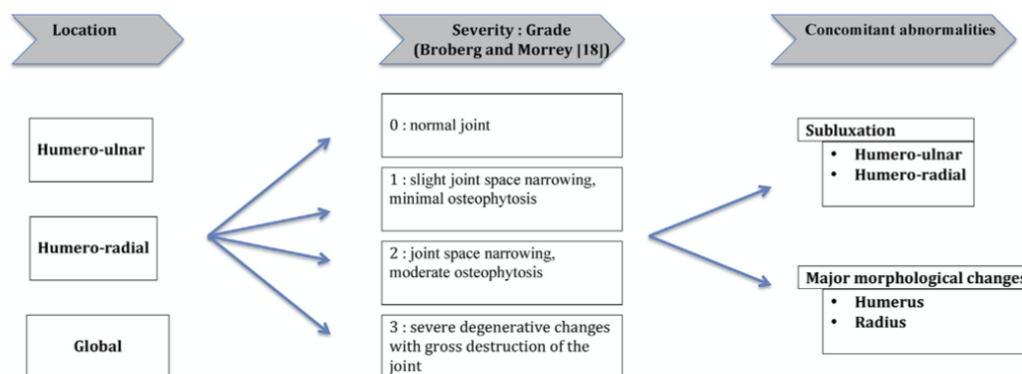 Location
Humero-ulnar
Humero-radial
Global
Severity : Grade
(Broberg and Morrey [18])
0 : normal joint
1 : slight joint space narrowing,
minimal osteophytosis
2 : joint space narrowing,
moderate osteophytosis
3 : severe degenerative changes
with gross destruction of the
joint
Concomitant abnormalities
Subluxation
• Humero-ulnar
• Humero-radial
Major morphological changes
• Humerus
• Radius